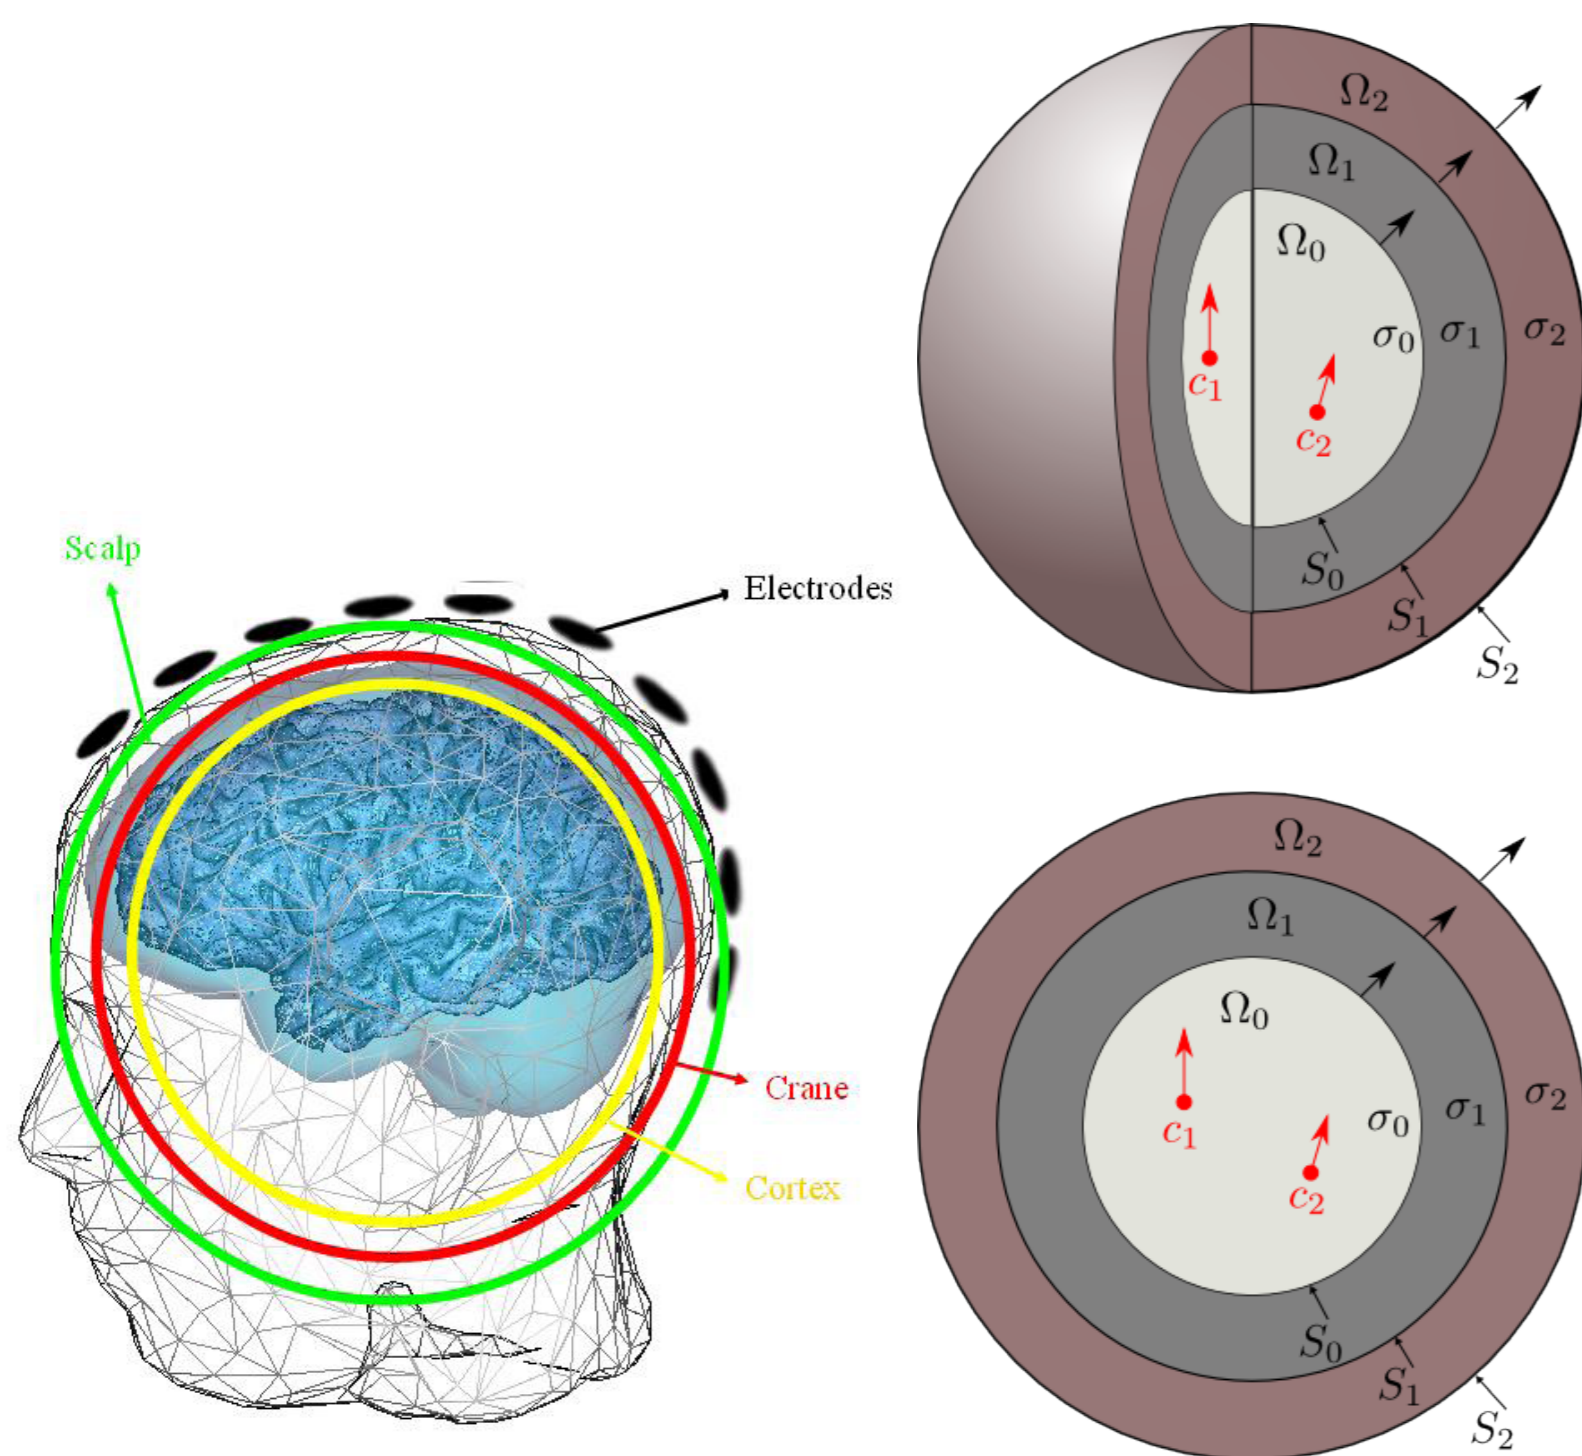 Scalp
Electrodes
Crane
Cortex
Ω₂
Ω₁
Ω₀
σ₀ σ₁ σ₂
c₁
c₂
S₀
S₁
S₂
Ω₂
Ω₁
Ω₀
σ₀ σ₁ σ₂
c₁
c₂
S₀
S₁
S₂